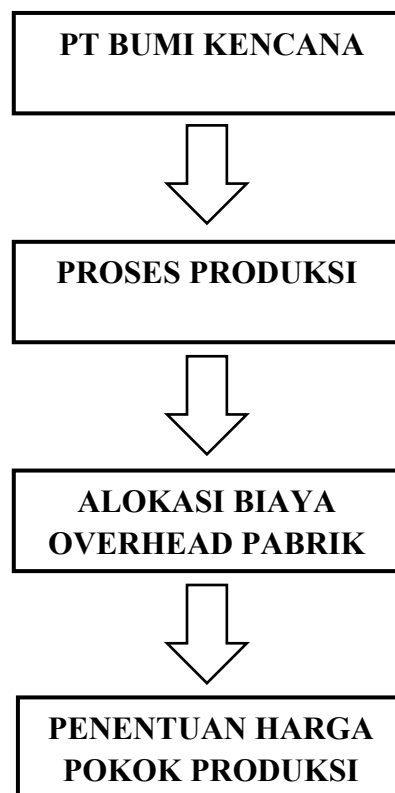 PT BUMI KENCANA
PROSES PRODUKSI
ALOKASI BIAYA
OVERHEAD PABRIK
PENENTUAN HARGA
POKOK PRODUKSI